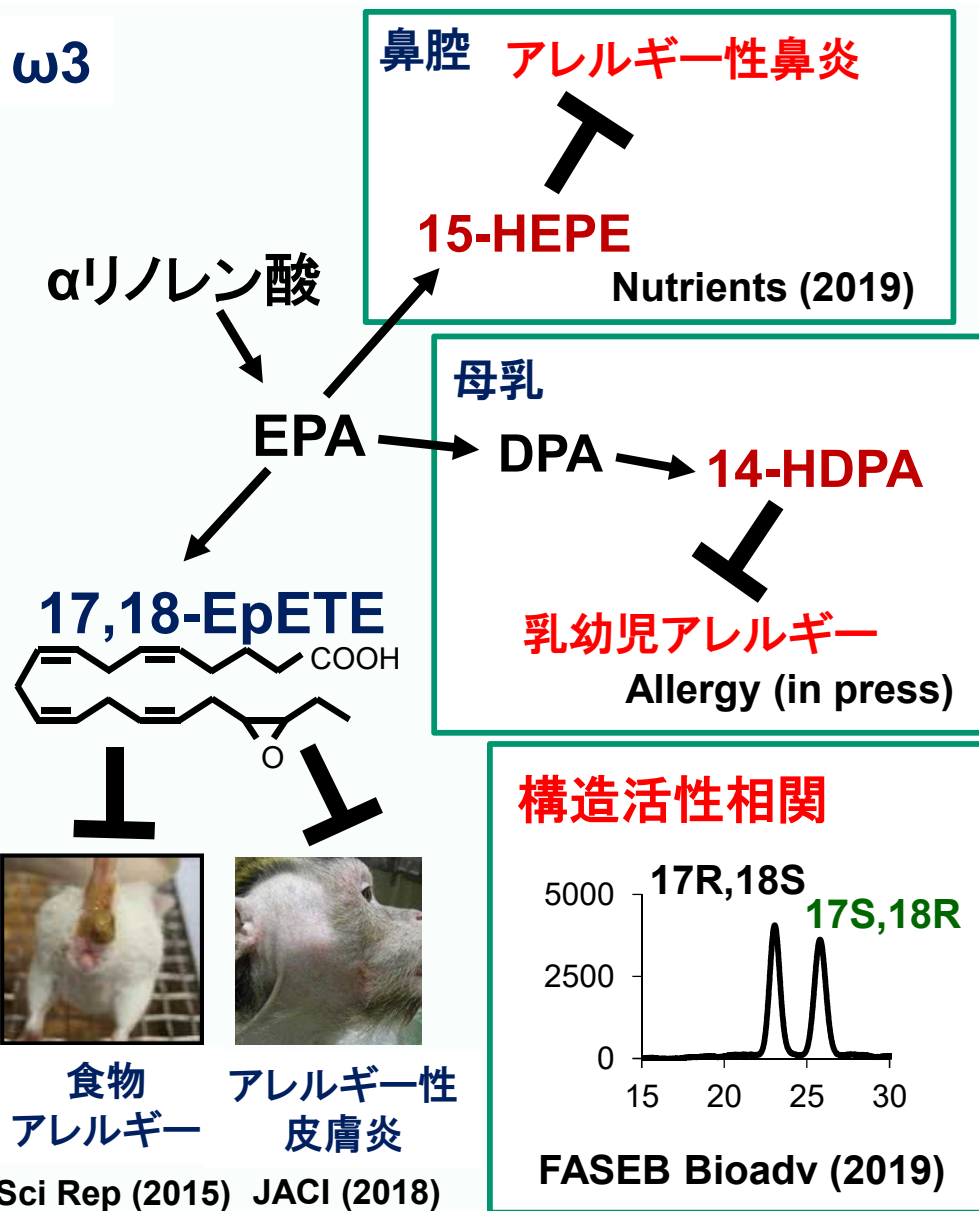 ω3
鼻腔
アレルギー性鼻炎
15-HEPE
Nutrients (2019)
αリノレン酸
EPA
母乳
DPA
14-HDPA
乳幼児アレルギー
Allergy (in press)
17,18-EpETE
COOH
O
食物
アレルギー
Sci Rep (2015)
アレルギー性
皮膚炎
JACI (2018)
構造活性相関
17R,18S
17S,18R
5000
2500
0
15 20 25 30
FASEB Bioadv (2019)